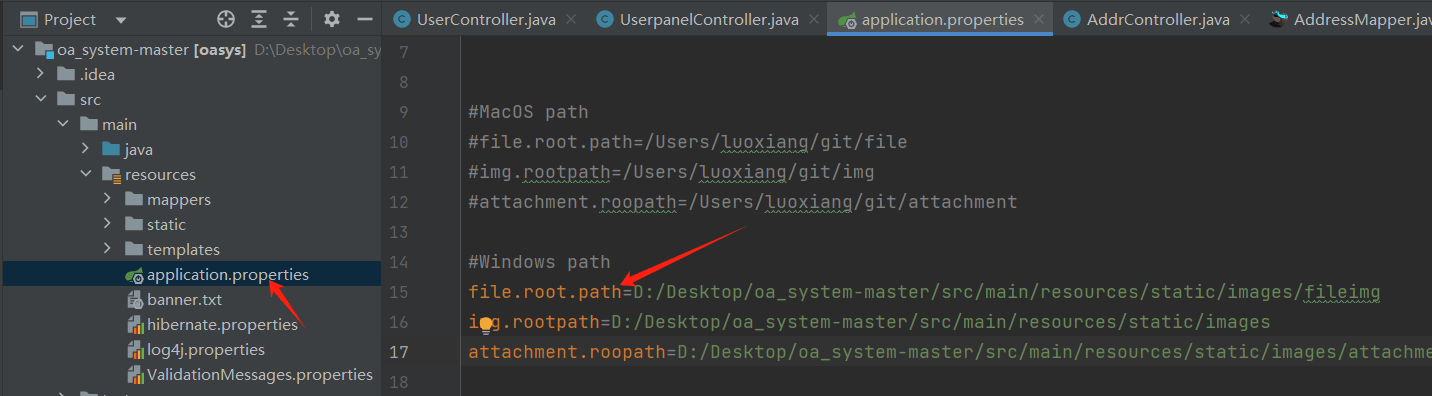 Project
UserController.java
UserpanelController.java
application.properties
AddrController.java
AddressMapper.jav
oa_system-master [oasys] D:\Desktop\oa_sy
.idea
src
main
java
resources
mappers
static
templates
application.properties
banner.txt
hibernate.properties
log4j.properties
ValidationMessages.properties
7
8
9 #MacOS path
10 #file.root.path=/Users/luoxiang/git/file
11 #img.rootpath=/Users/luoxiang/git/img
12 #attachment.roopath=/Users/luoxiang/git/attachment
13
14 #Windows path
15 file.root.path=D:/Desktop/oa_system-master/src/main/resources/static/images/fileimg
16 img.rootpath=D:/Desktop/oa_system-master/src/main/resources/static/images
17 attachment.roopath=D:/Desktop/oa_system-master/src/main/resources/static/images/attachme
18